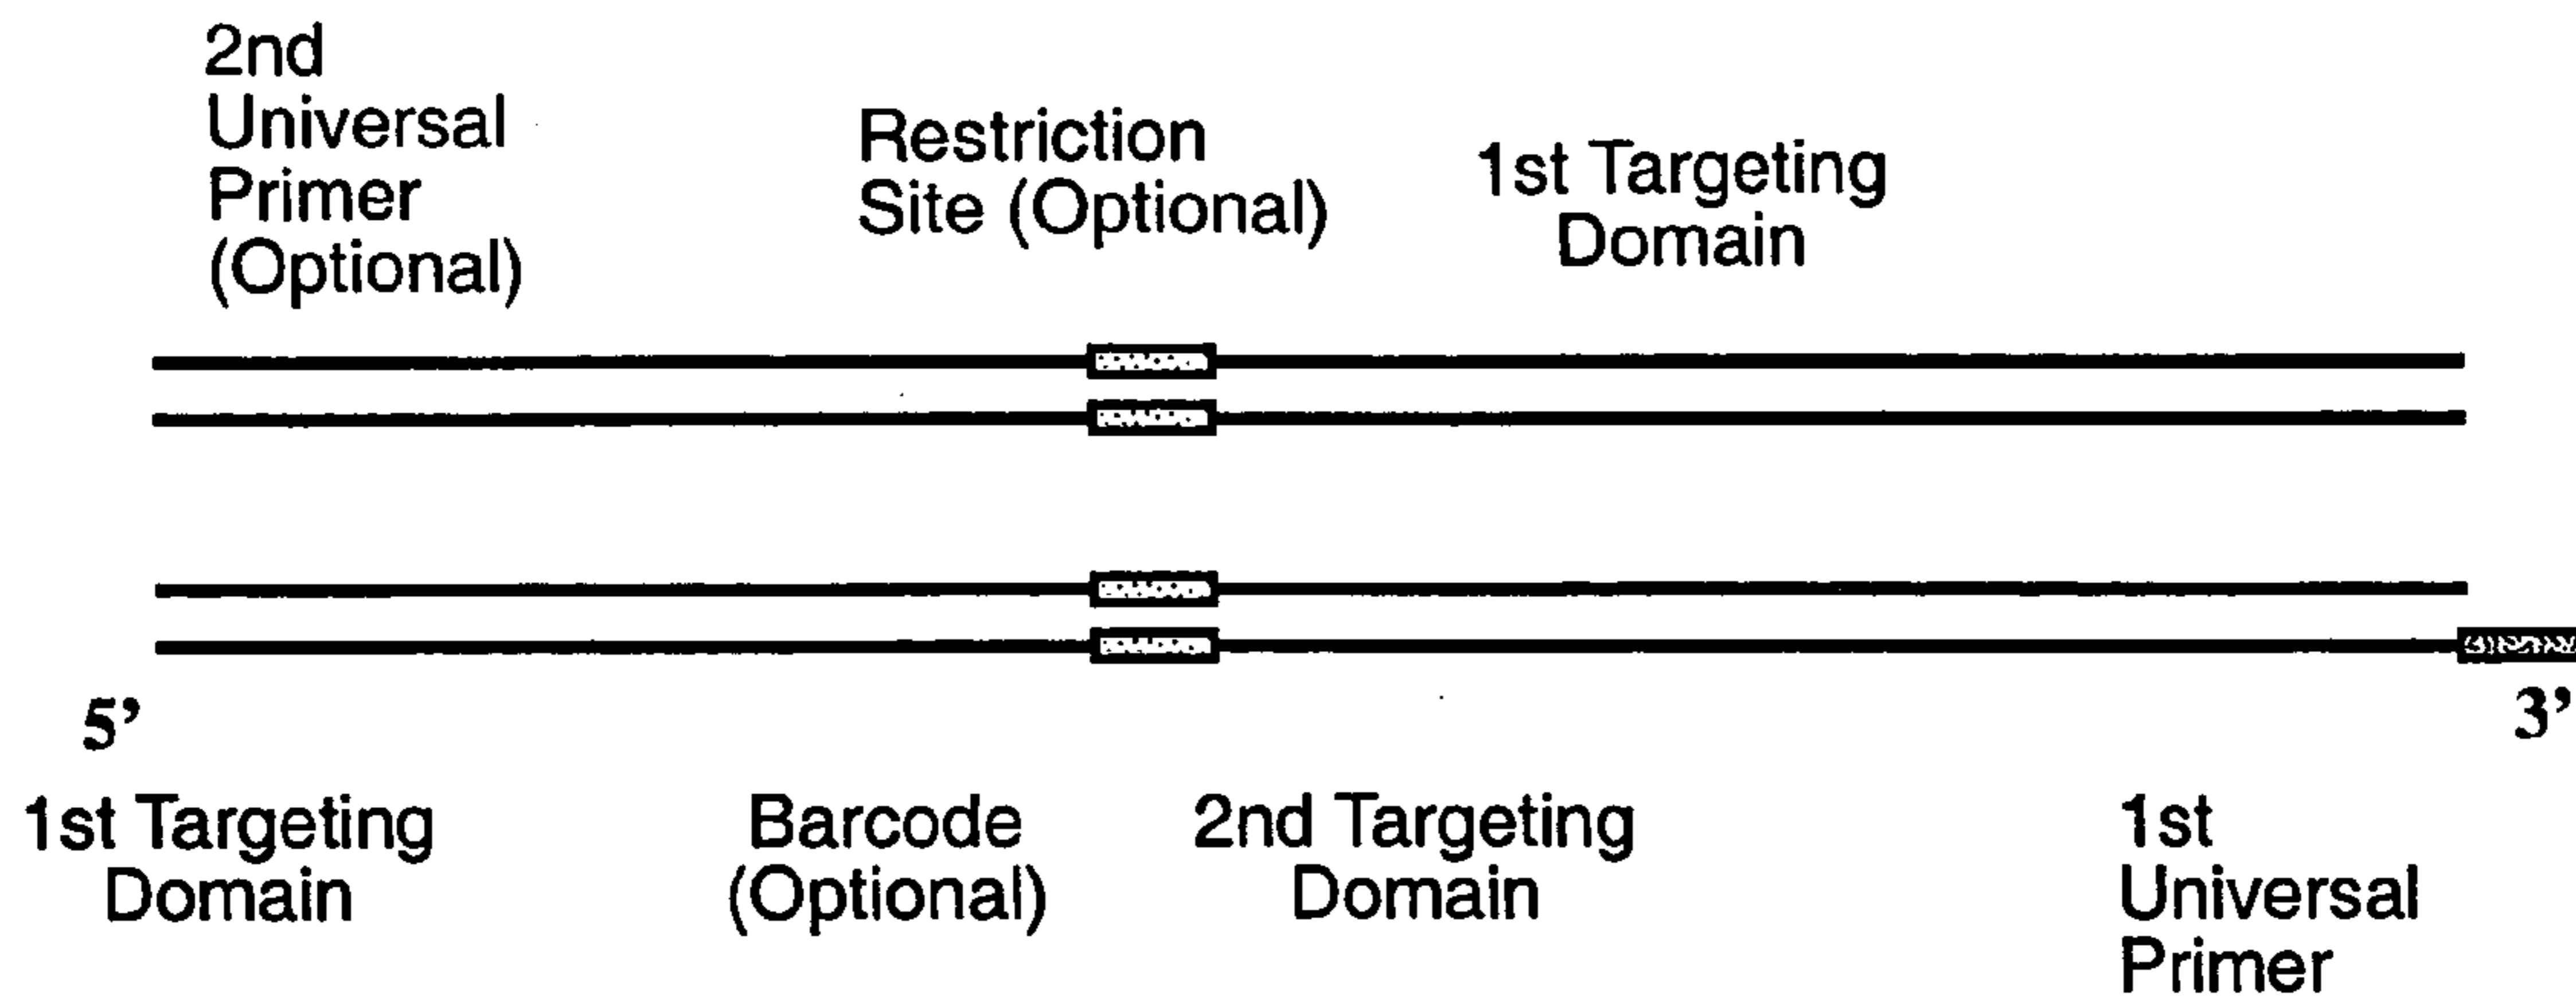 2nd
Universal
Primer
(Optional)
Restriction
Site (Optional)
1st Targeting
Domain
5’
3’
1st Targeting
Domain
Barcode
(Optional)
2nd Targeting
Domain
1st
Universal
Primer